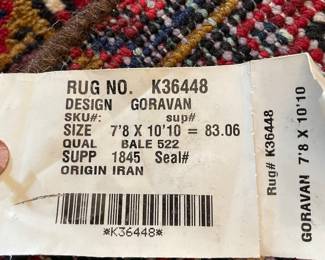 RUG NO. K36448
DESIGN GORAVAN
SKU#: sup#
SIZE 7'8 X 10'10 = 83.06
QUAL BALE 522
SUPP 1845 Seal#
ORIGIN IRAN
*K36448*
Rug# K36448
GORAVAN 7'8 X 10'10